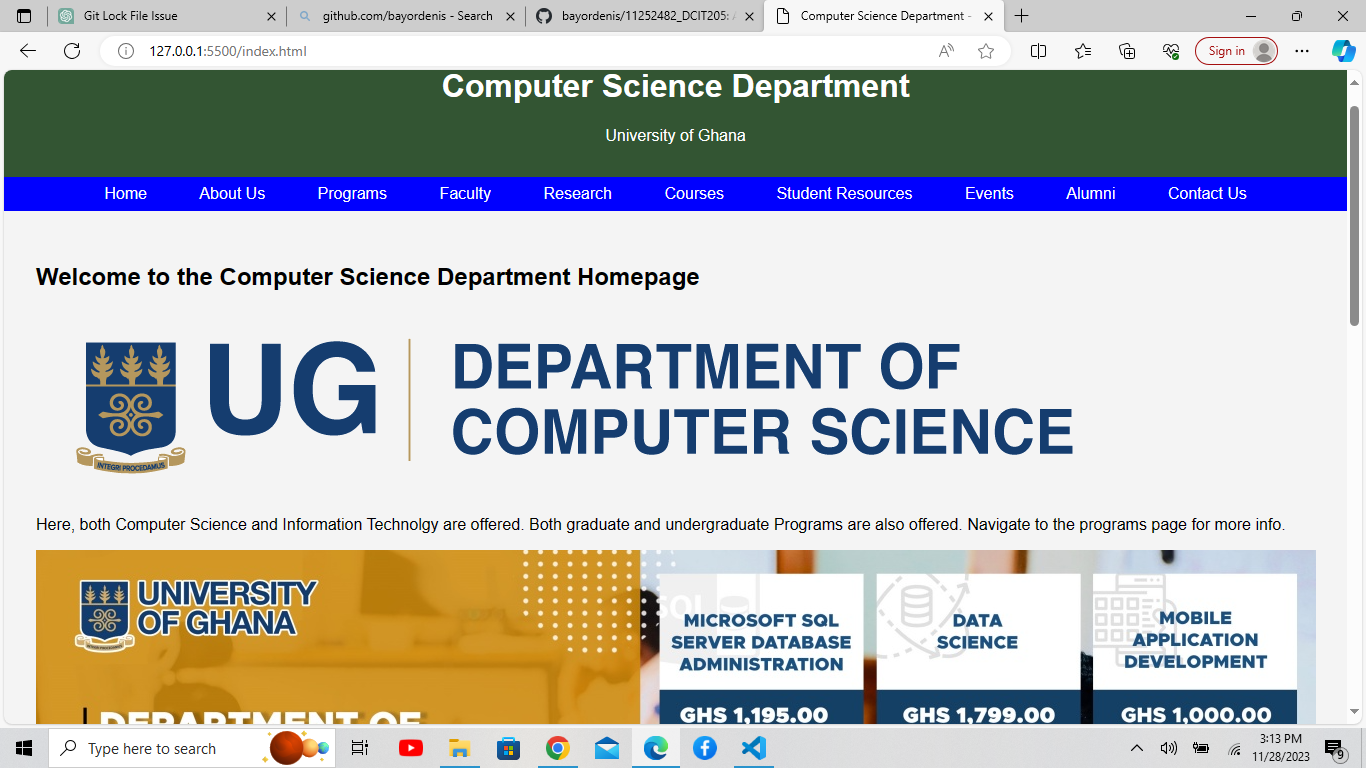 Git Lock File Issue
github.com/bayordenis - Search
bayordenis/11252482_DCIT205:
Computer Science Department -
127.0.0.1:5500/index.html
Sign in
Computer Science Department
University of Ghana
Home About Us Programs Faculty Research Courses Student Resources Events Alumni Contact Us
Welcome to the Computer Science Department Homepage
INTEGRI PROCEDAMUS
UG
DEPARTMENT OF
COMPUTER SCIENCE
Here, both Computer Science and Information Technolgy are offered. Both graduate and undergraduate Programs are also offered. Navigate to the programs page for more info.
UNIVERSITY
OF GHANA
DEPARTMENT OF
SQL
MICROSOFT SQL
SERVER DATABASE
ADMINISTRATION
GHS 1,195.00
DATA
SCIENCE
GHS 1,799.00
MOBILE
APPLICATION
DEVELOPMENT
GHS 1,000.00
Type here to search
3:13 PM
11/28/2023
9